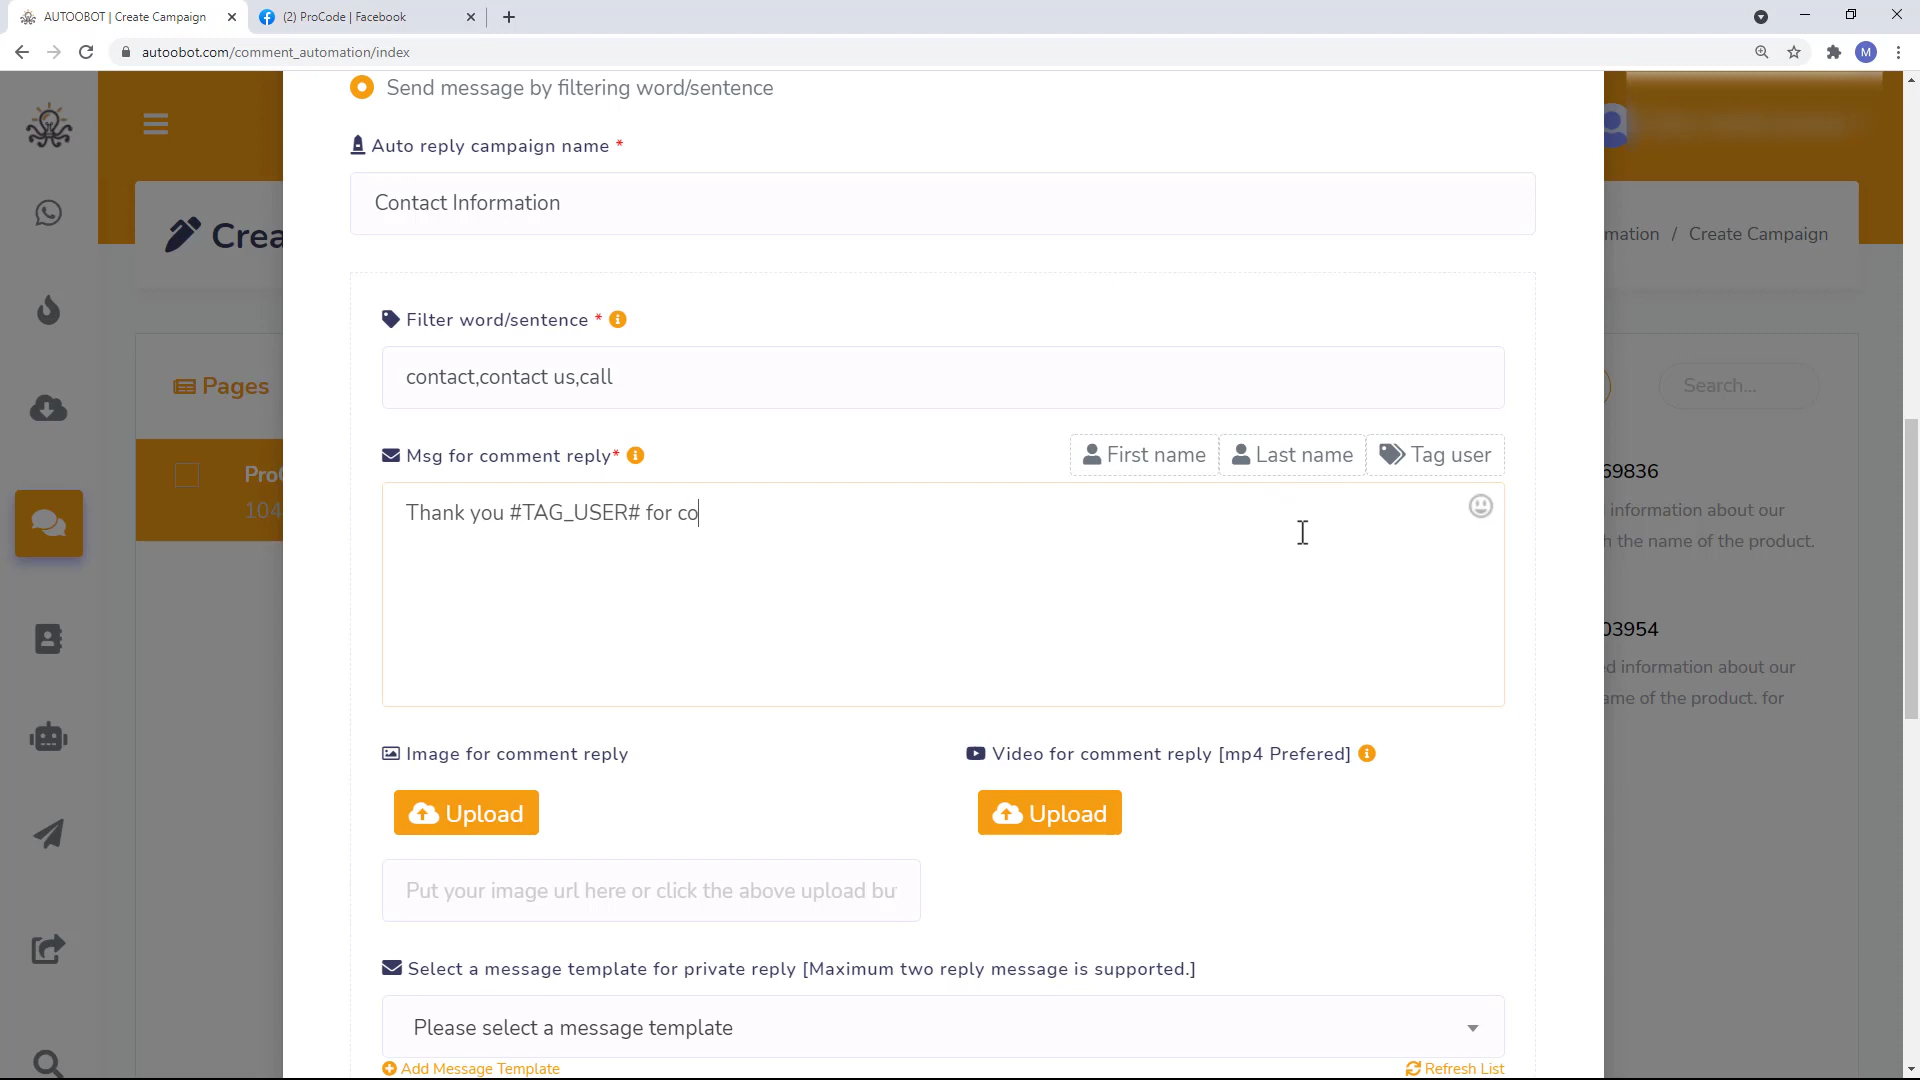 AUTOOBOT | Create Campaign
(2) ProCode | Facebook
autoobot.com/comment_automation/index
M
Send message by filtering word/sentence
Auto reply campaign name *
Contact Information
Crea
mation / Create Campaign
Filter word/sentence *
contact,contact us,call
Pages
Search...
Msg for comment reply*
First name
Last name
Tag user
Pro
104
69836
Thank you #TAG_USER# for co
information about our
h the name of the product.
03954
ed information about our
ame of the product. for
Image for comment reply
Video for comment reply [mp4 Prefered]
Upload
Upload
Put your image url here or click the above upload bu
Select a message template for private reply [Maximum two reply message is supported.]
Please select a message template
Add Message Template
Refresh List